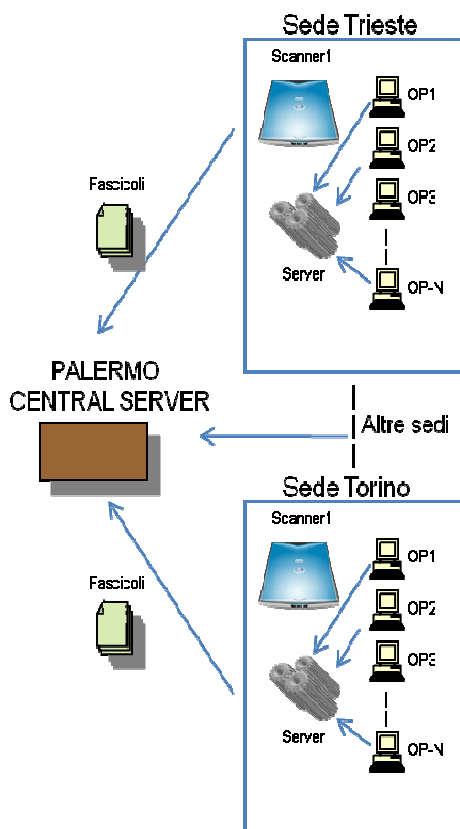 Sede Trieste
Scanner1
OP1
OP2
OP3
OP-N
Server
Fascicoli
PALERMO
CENTRAL SERVER
Altre sedi
Sede Torino
Scanner1
OP1
OP2
OP3
OP-N
Server
Fascicoli